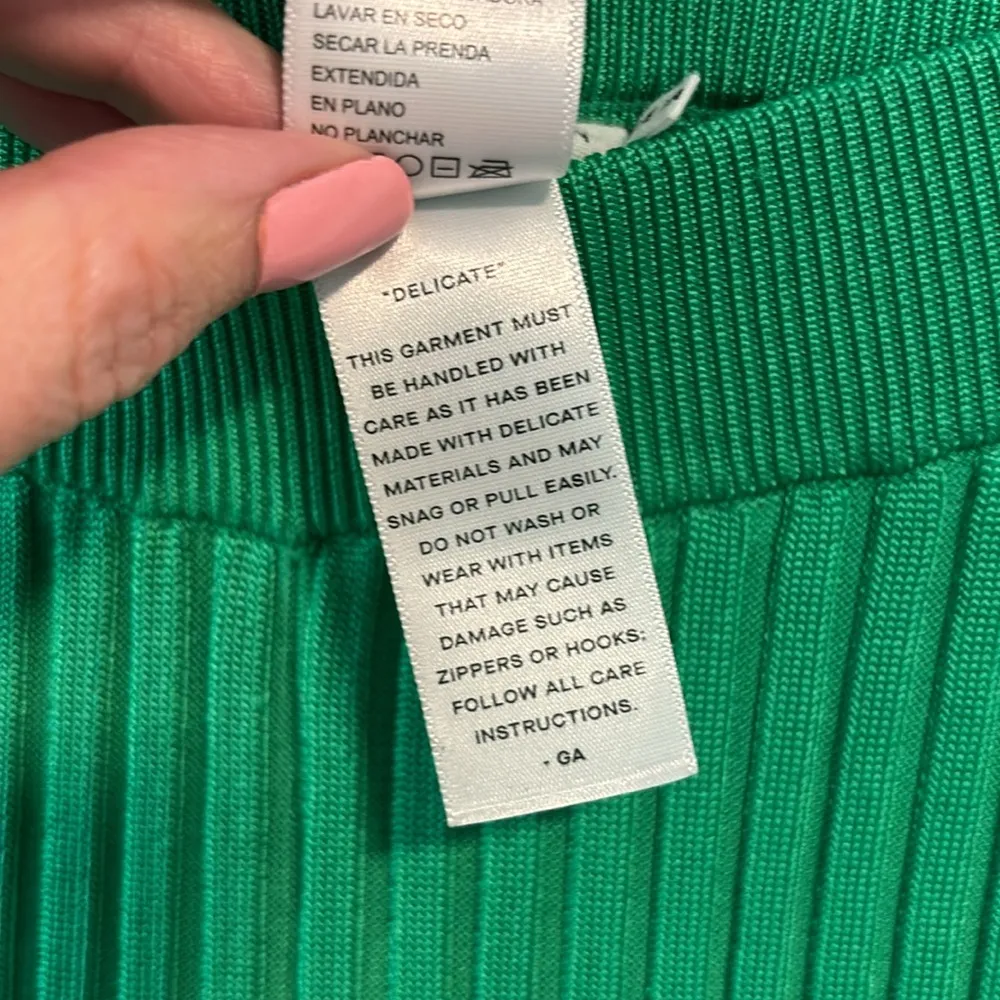 LAVAR EN SECO
SECAR LA PRENDA
EXTENDIDA
EN PLANO
NO PLANCHAR
"DELICATE"
THIS GARMENT MUST
BE HANDLED WITH
CARE AS IT HAS BEEN
MADE WITH DELICATE
MATERIALS AND MAY
SNAG OR PULL EASILY.
DO NOT WASH OR
WEAR WITH ITEMS
THAT MAY CAUSE
DAMAGE SUCH AS
ZIPPERS OR HOOKS;
FOLLOW ALL CARE
INSTRUCTIONS.
- GA